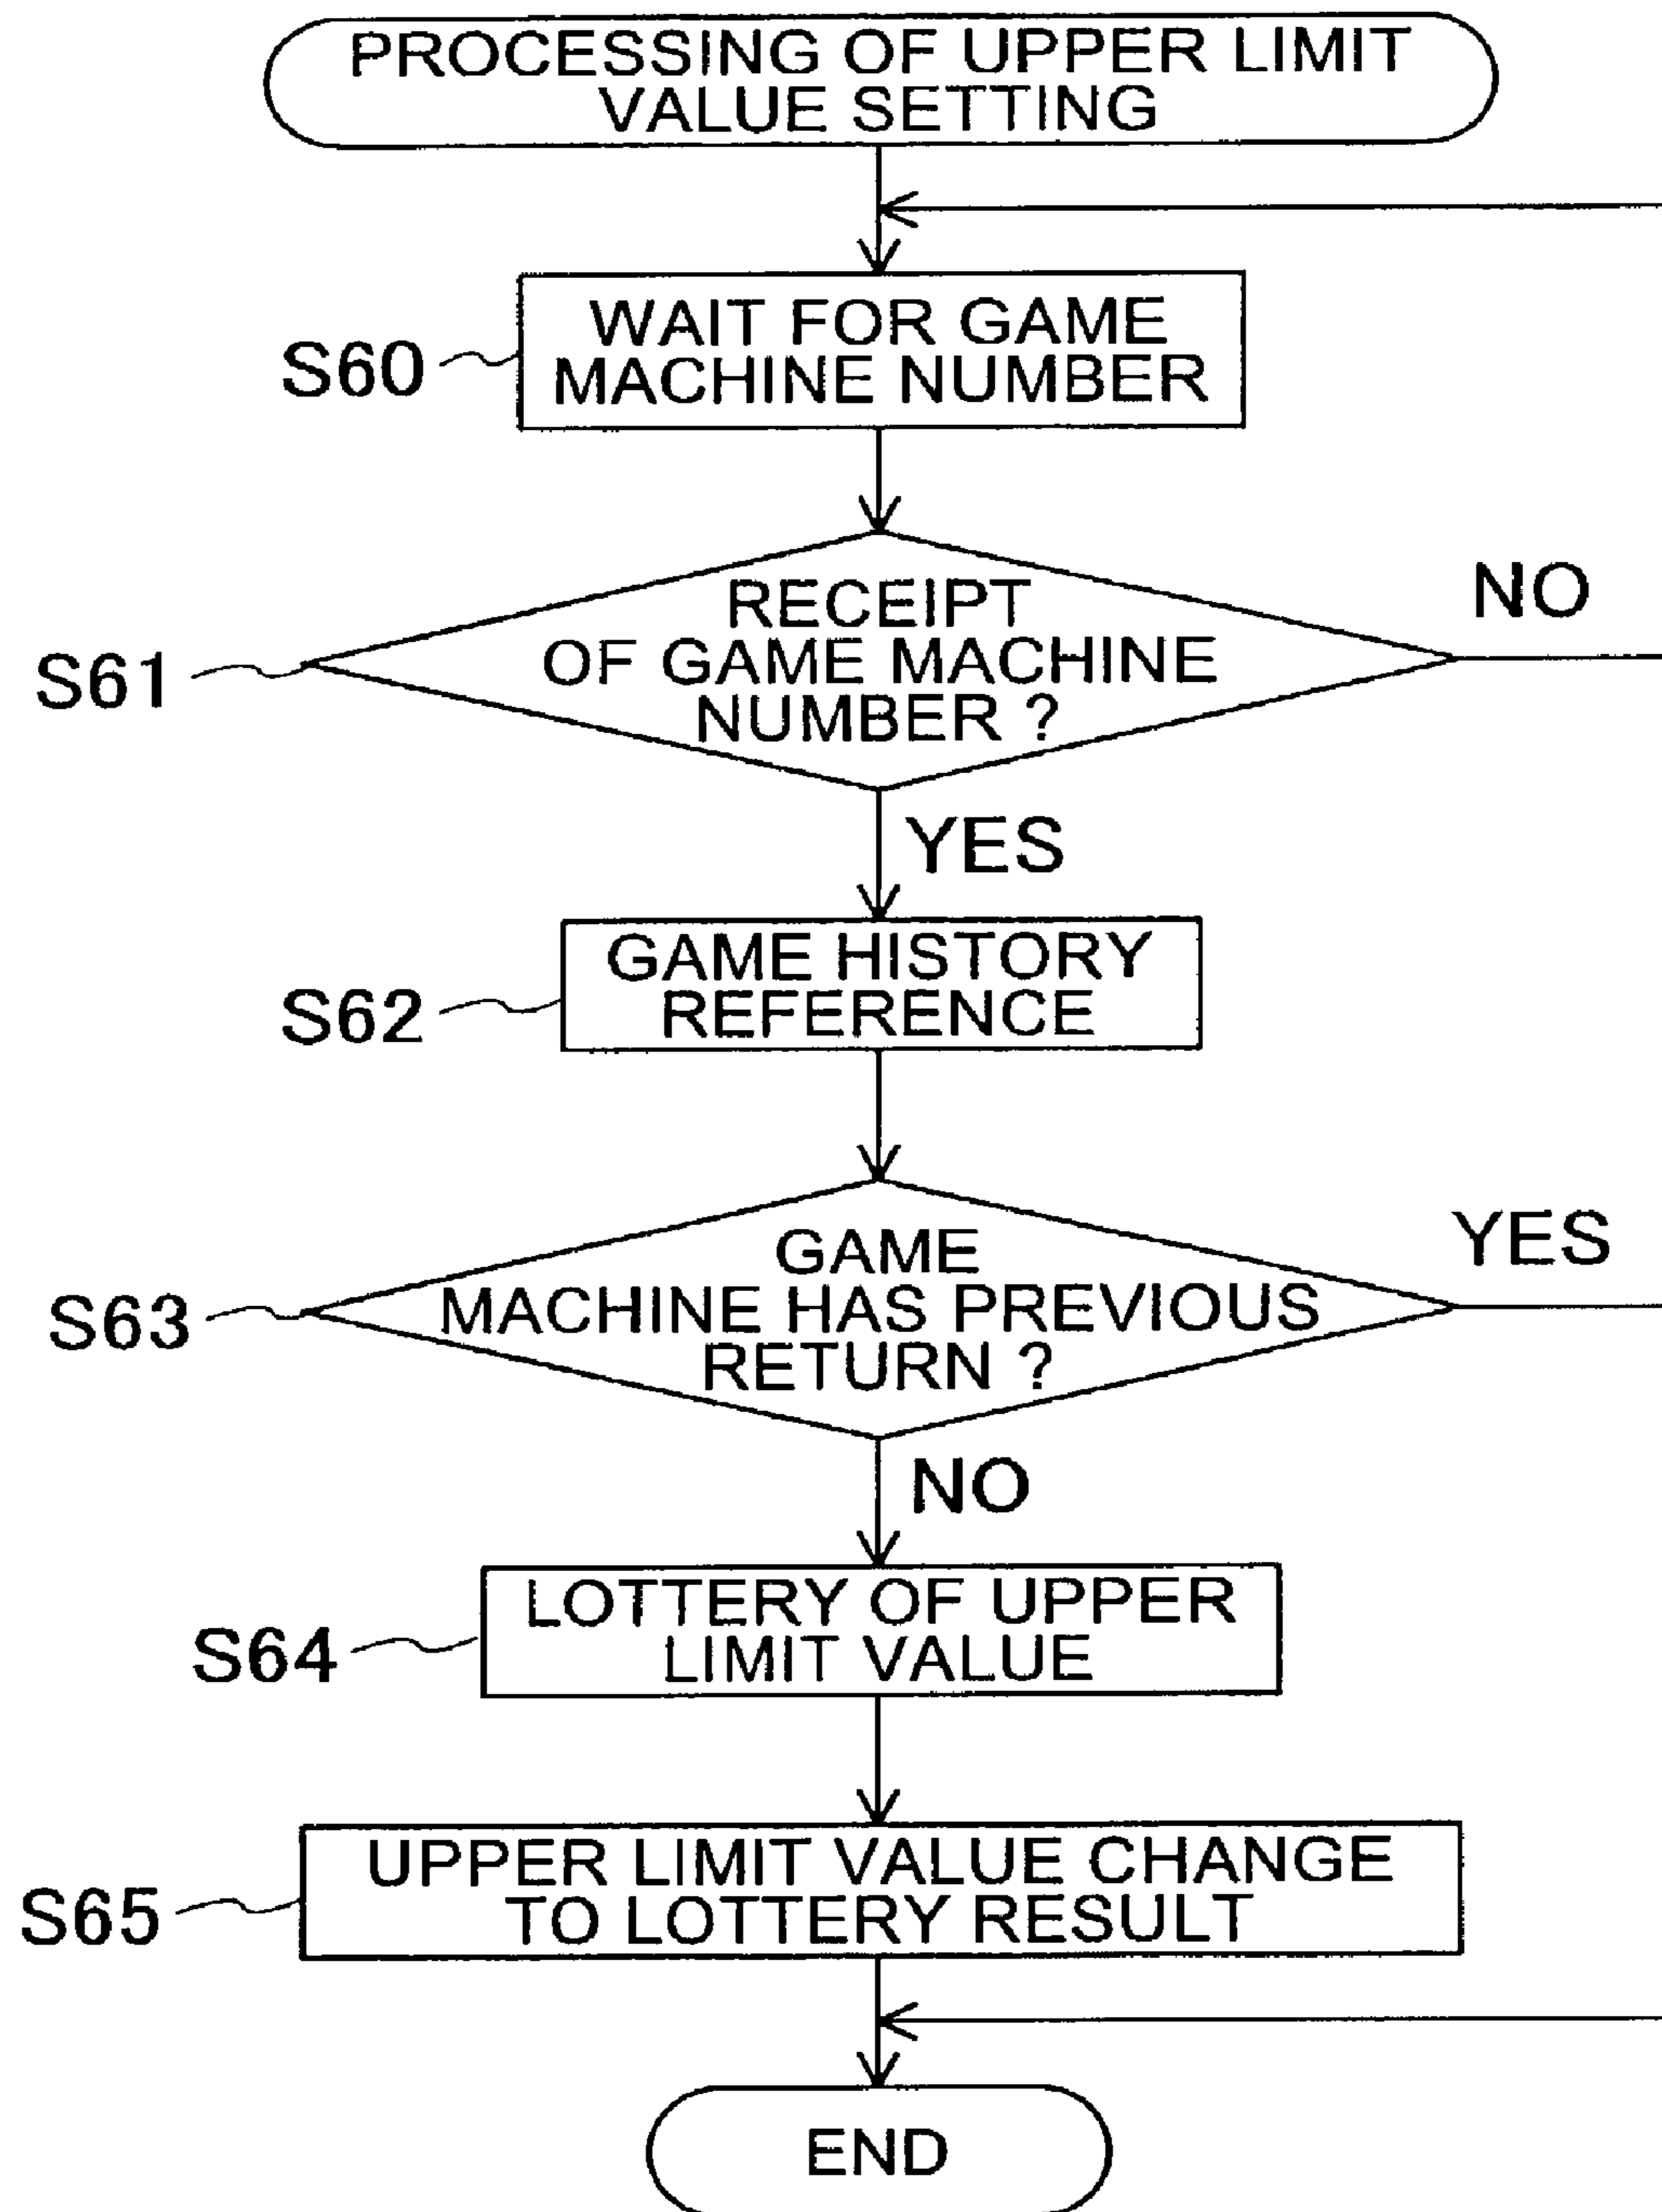 PROCESSING OF UPPER LIMIT
VALUE SETTING
WAIT FOR GAME
MACHINE NUMBER
S60
RECEIPT
OF GAME MACHINE
NUMBER ?
NO
S61
YES
GAME HISTORY
REFERENCE
S62
GAME
MACHINE HAS PREVIOUS
RETURN ?
YES
S63
NO
LOTTERY OF UPPER
LIMIT VALUE
S64
UPPER LIMIT VALUE CHANGE
TO LOTTERY RESULT
S65
END